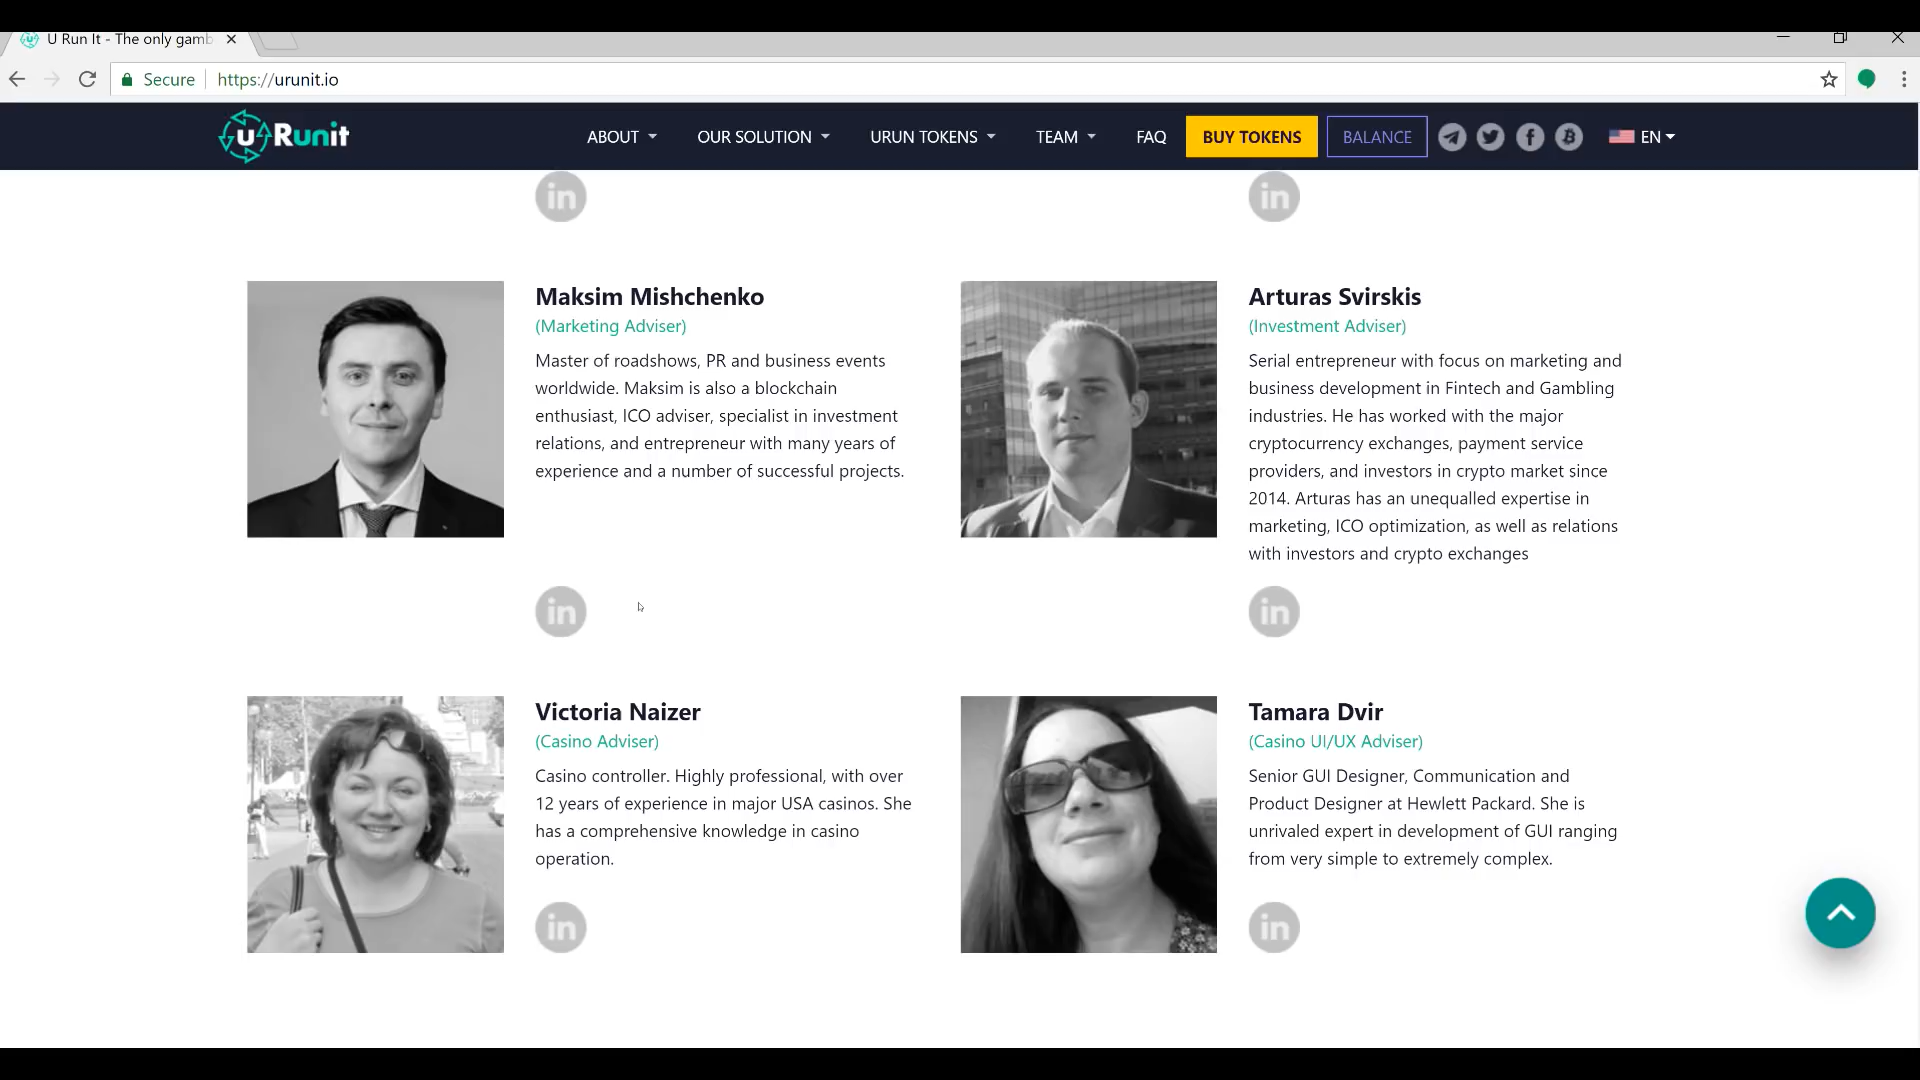 U Run It - The only gamb
Secure
https://urunit.io
uRunit
ABOUT
OUR SOLUTION
URUN TOKENS
TEAM
FAQ
BUY TOKENS
BALANCE
EN
in
in
Maksim Mishchenko
(Marketing Adviser)
Master of roadshows, PR and business events
worldwide. Maksim is also a blockchain
enthusiast, ICO adviser, specialist in investment
relations, and entrepreneur with many years of
experience and a number of successful projects.
in
Arturas Svirskis
(Investment Adviser)
Serial entrepreneur with focus on marketing and
business development in Fintech and Gambling
industries. He has worked with the major
cryptocurrency exchanges, payment service
providers, and investors in crypto market since
2014. Arturas has an unequalled expertise in
marketing, ICO optimization, as well as relations
with investors and crypto exchanges
in
Victoria Naizer
(Casino Adviser)
Casino controller. Highly professional, with over
12 years of experience in major USA casinos. She
has a comprehensive knowledge in casino
operation.
in
Tamara Dvir
(Casino UI/UX Adviser)
Senior GUI Designer, Communication and
Product Designer at Hewlett Packard. She is
unrivaled expert in development of GUI ranging
from very simple to extremely complex.
in